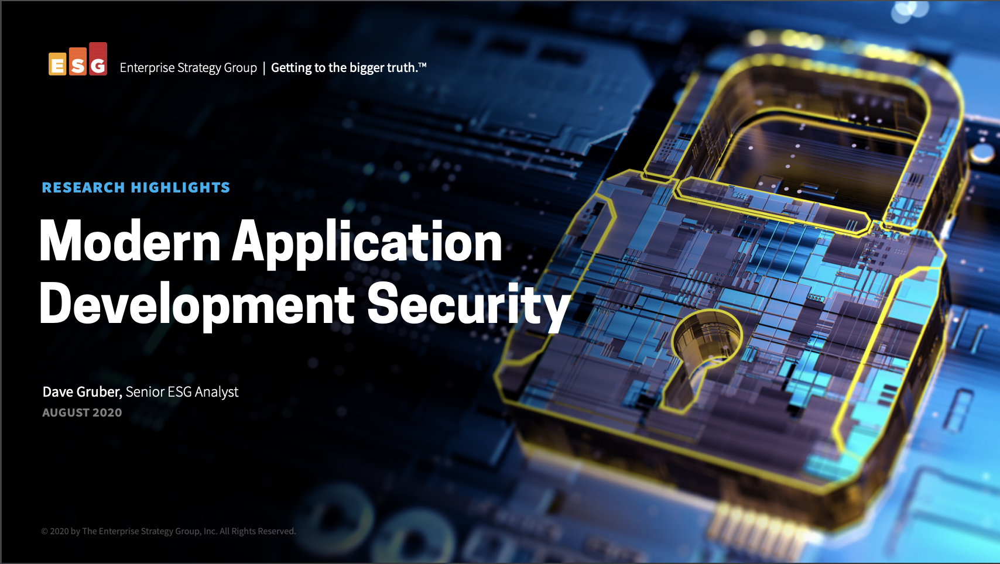 ESG Enterprise Strategy Group | Getting to the bigger truth.™
RESEARCH HIGHLIGHTS
Modern Application
Development Security
Dave Gruber, Senior ESG Analyst
AUGUST 2020
© 2020 by The Enterprise Strategy Group, Inc. All Rights Reserved.